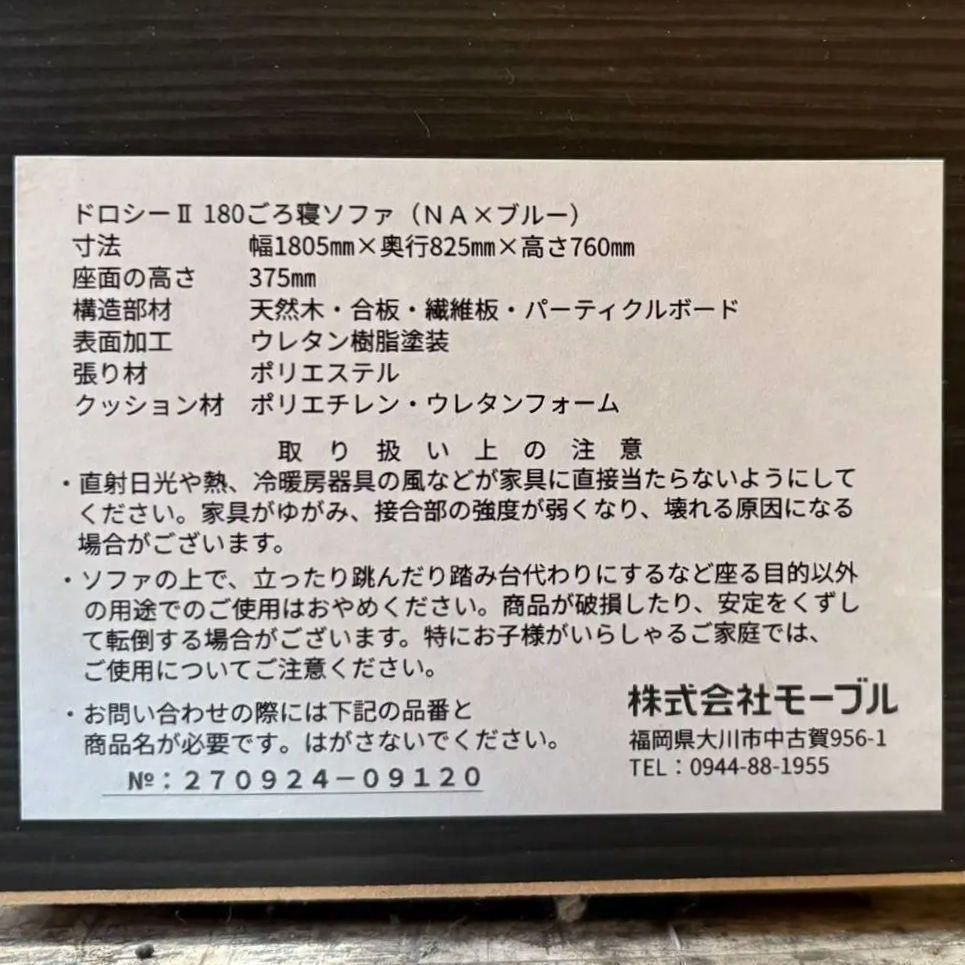 ドロシーⅡ 180ごろ寝ソファ（ＮＡ×ブルー）
寸法 幅1805㎜×奥行825㎜×高さ760㎜
座面の高さ 375㎜
構造部材 天然木・合板・繊維板・パーティクルボード
表面加工 ウレタン樹脂塗装
張り材 ポリエステル
クッション材 ポリエチレン・ウレタンフォーム
取り扱い上の注意
・直射日光や熱、冷暖房器具の風などが家具に直接当たらないようにして
ください。家具がゆがみ、接合部の強度が弱くなり、壊れる原因になる
場合がございます。
・ソファの上で、立ったり跳んだり踏み台代わりにするなど座る目的以外
の用途でのご使用はおやめください。商品が破損したり、安定をくずし
て転倒する場合がございます。特にお子様がいらしゃるご家庭では、
ご使用についてご注意ください。
・お問い合わせの際には下記の品番と
商品名が必要です。はがさないでください。
№：２７０９２４－０９１２０
株式会社モーブル
福岡県大川市中古賀956-1
TEL：0944-88-1955